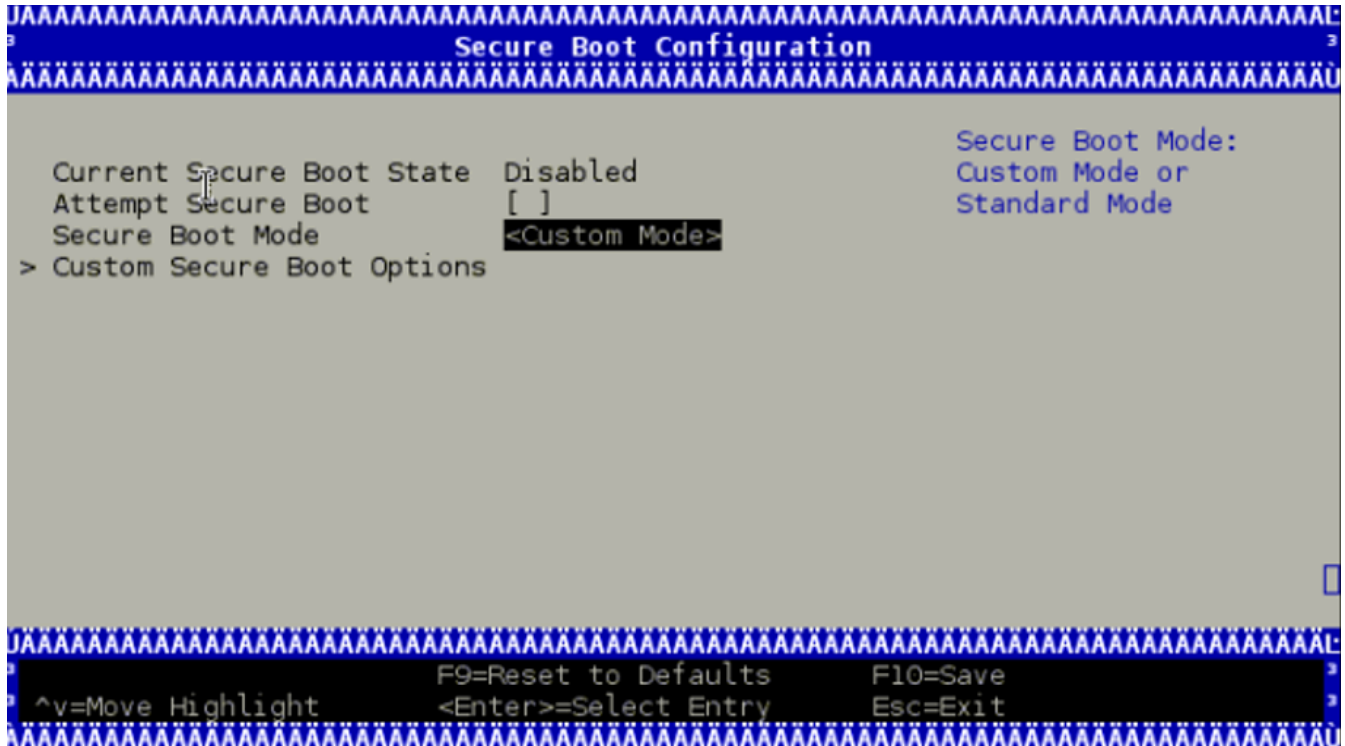 Secure Boot Configuration
Current Secure Boot State Disabled
Attempt Secure Boot [ ]
Secure Boot Mode <Custom Mode>
> Custom Secure Boot Options
Secure Boot Mode:
Custom Mode or
Standard Mode
F9=Reset to Defaults F10=Save
^v=Move Highlight <Enter>=Select Entry Esc=Exit